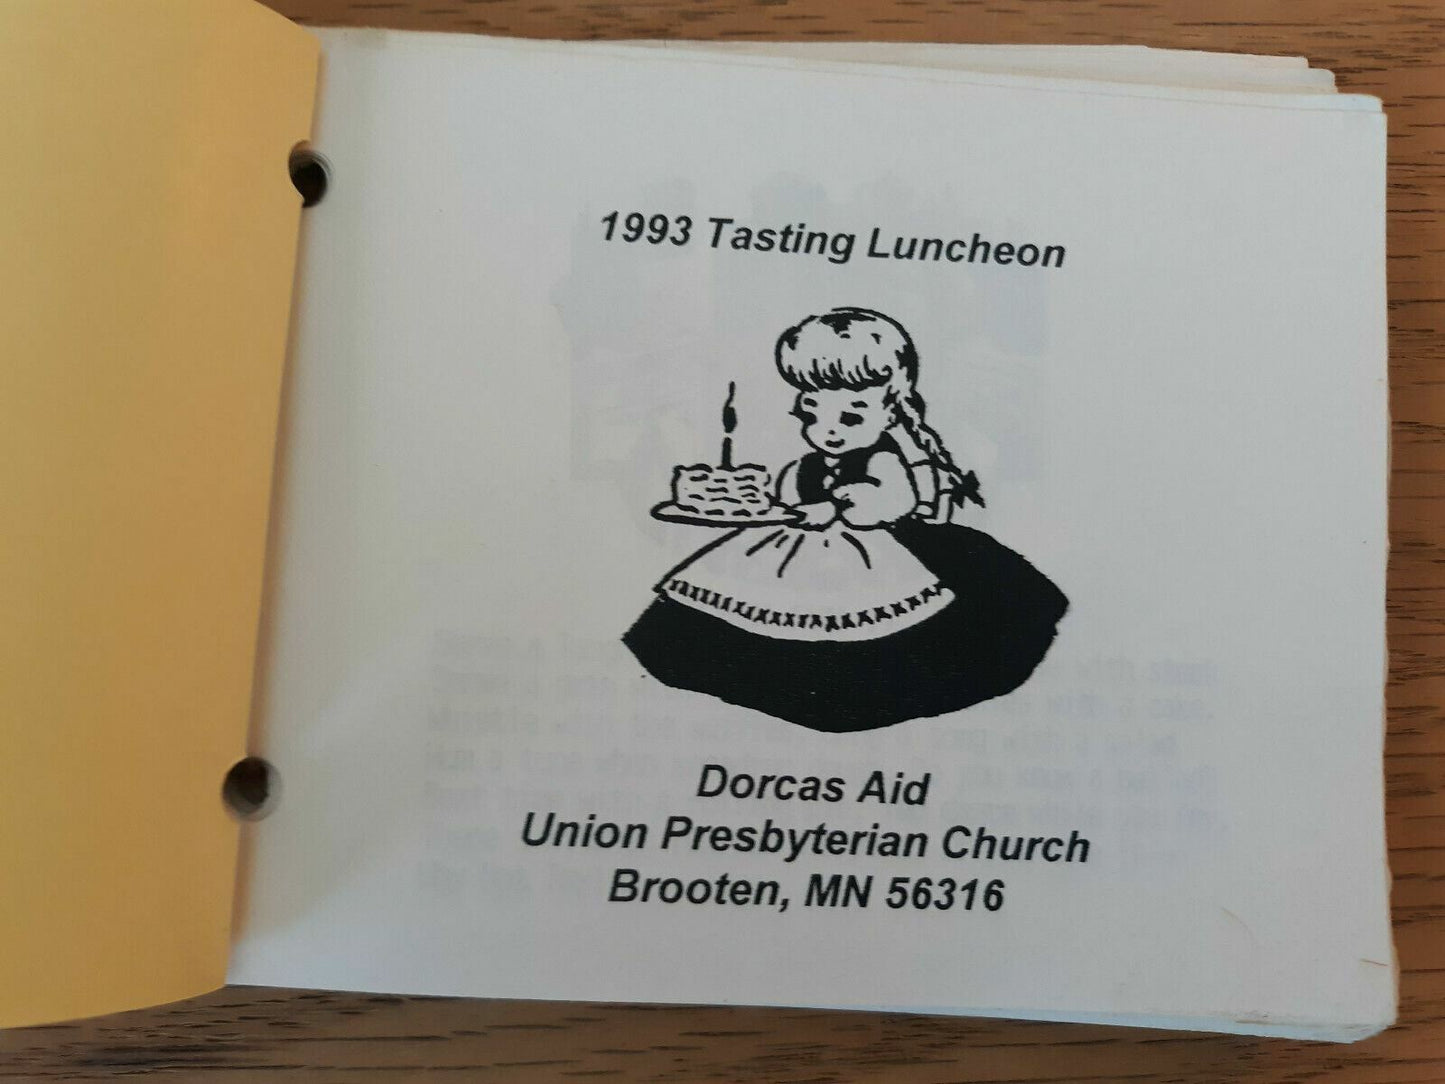 1993 Tasting Luncheon
Dorcas Aid
Union Presbyterian Church
Brooten, MN 56316